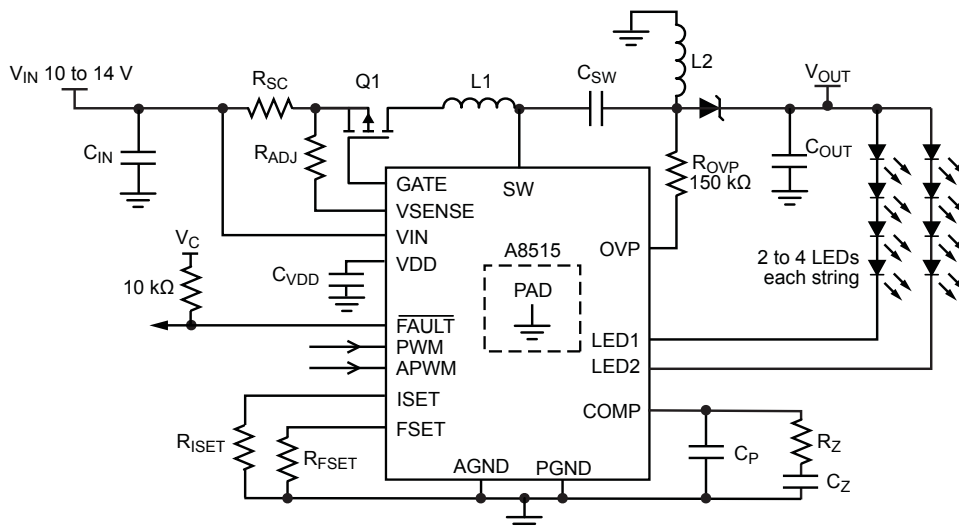 V_IN 10 to 14 V
R_SC
Q1
L1
C_SW
L2
V_OUT
C_IN
R_ADJ
R_OVP
150 kΩ
C_OUT
GATE
SW
VSENSE
VIN
OVP
V_C
VDD
A8515
C_VDD
PAD
10 kΩ
2 to 4 LEDs
each string
FAULT
PWM
APWM
LED1
LED2
ISET
COMP
FSET
R_ISET
R_FSET
AGND
PGND
C_P
R_Z
C_Z